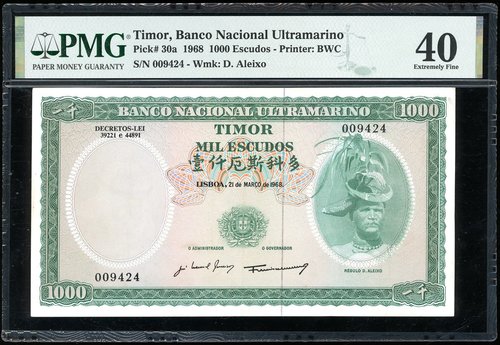 PMG
PAPER MONEY GUARANTY
Timor, Banco Nacional Ultramarino
Pick# 30a 1968 1000 Escudos - Printer: BWC
S/N 009424 - Wmk: D. Aleixo
40
Extremely Fine
1000
BANCO NACIONAL ULTRAMARINO
1000
DECRETOS-LEI
39221 e 44891
TIMOR
009424
MIL ESCUDOS
壹仟厄斯科多
LISBOA, 21 de MARÇO de 1968.
O ADMINISTRADOR
O GOVERNADOR
009424
RÉGULO D. ALEIXO
1000
一千